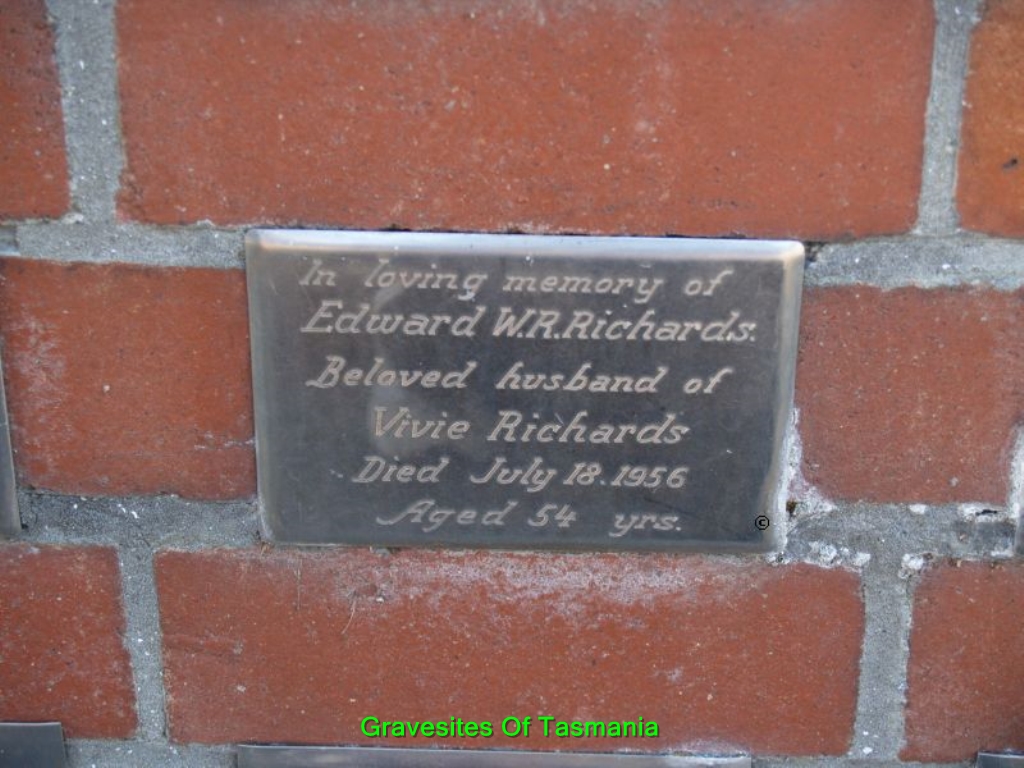 In loving memory of
Edward W.R.Richards.
Beloved husband of
Vivie Richards
Died July 18.1956
Aged 54 yrs.
©
Gravesites Of Tasmania